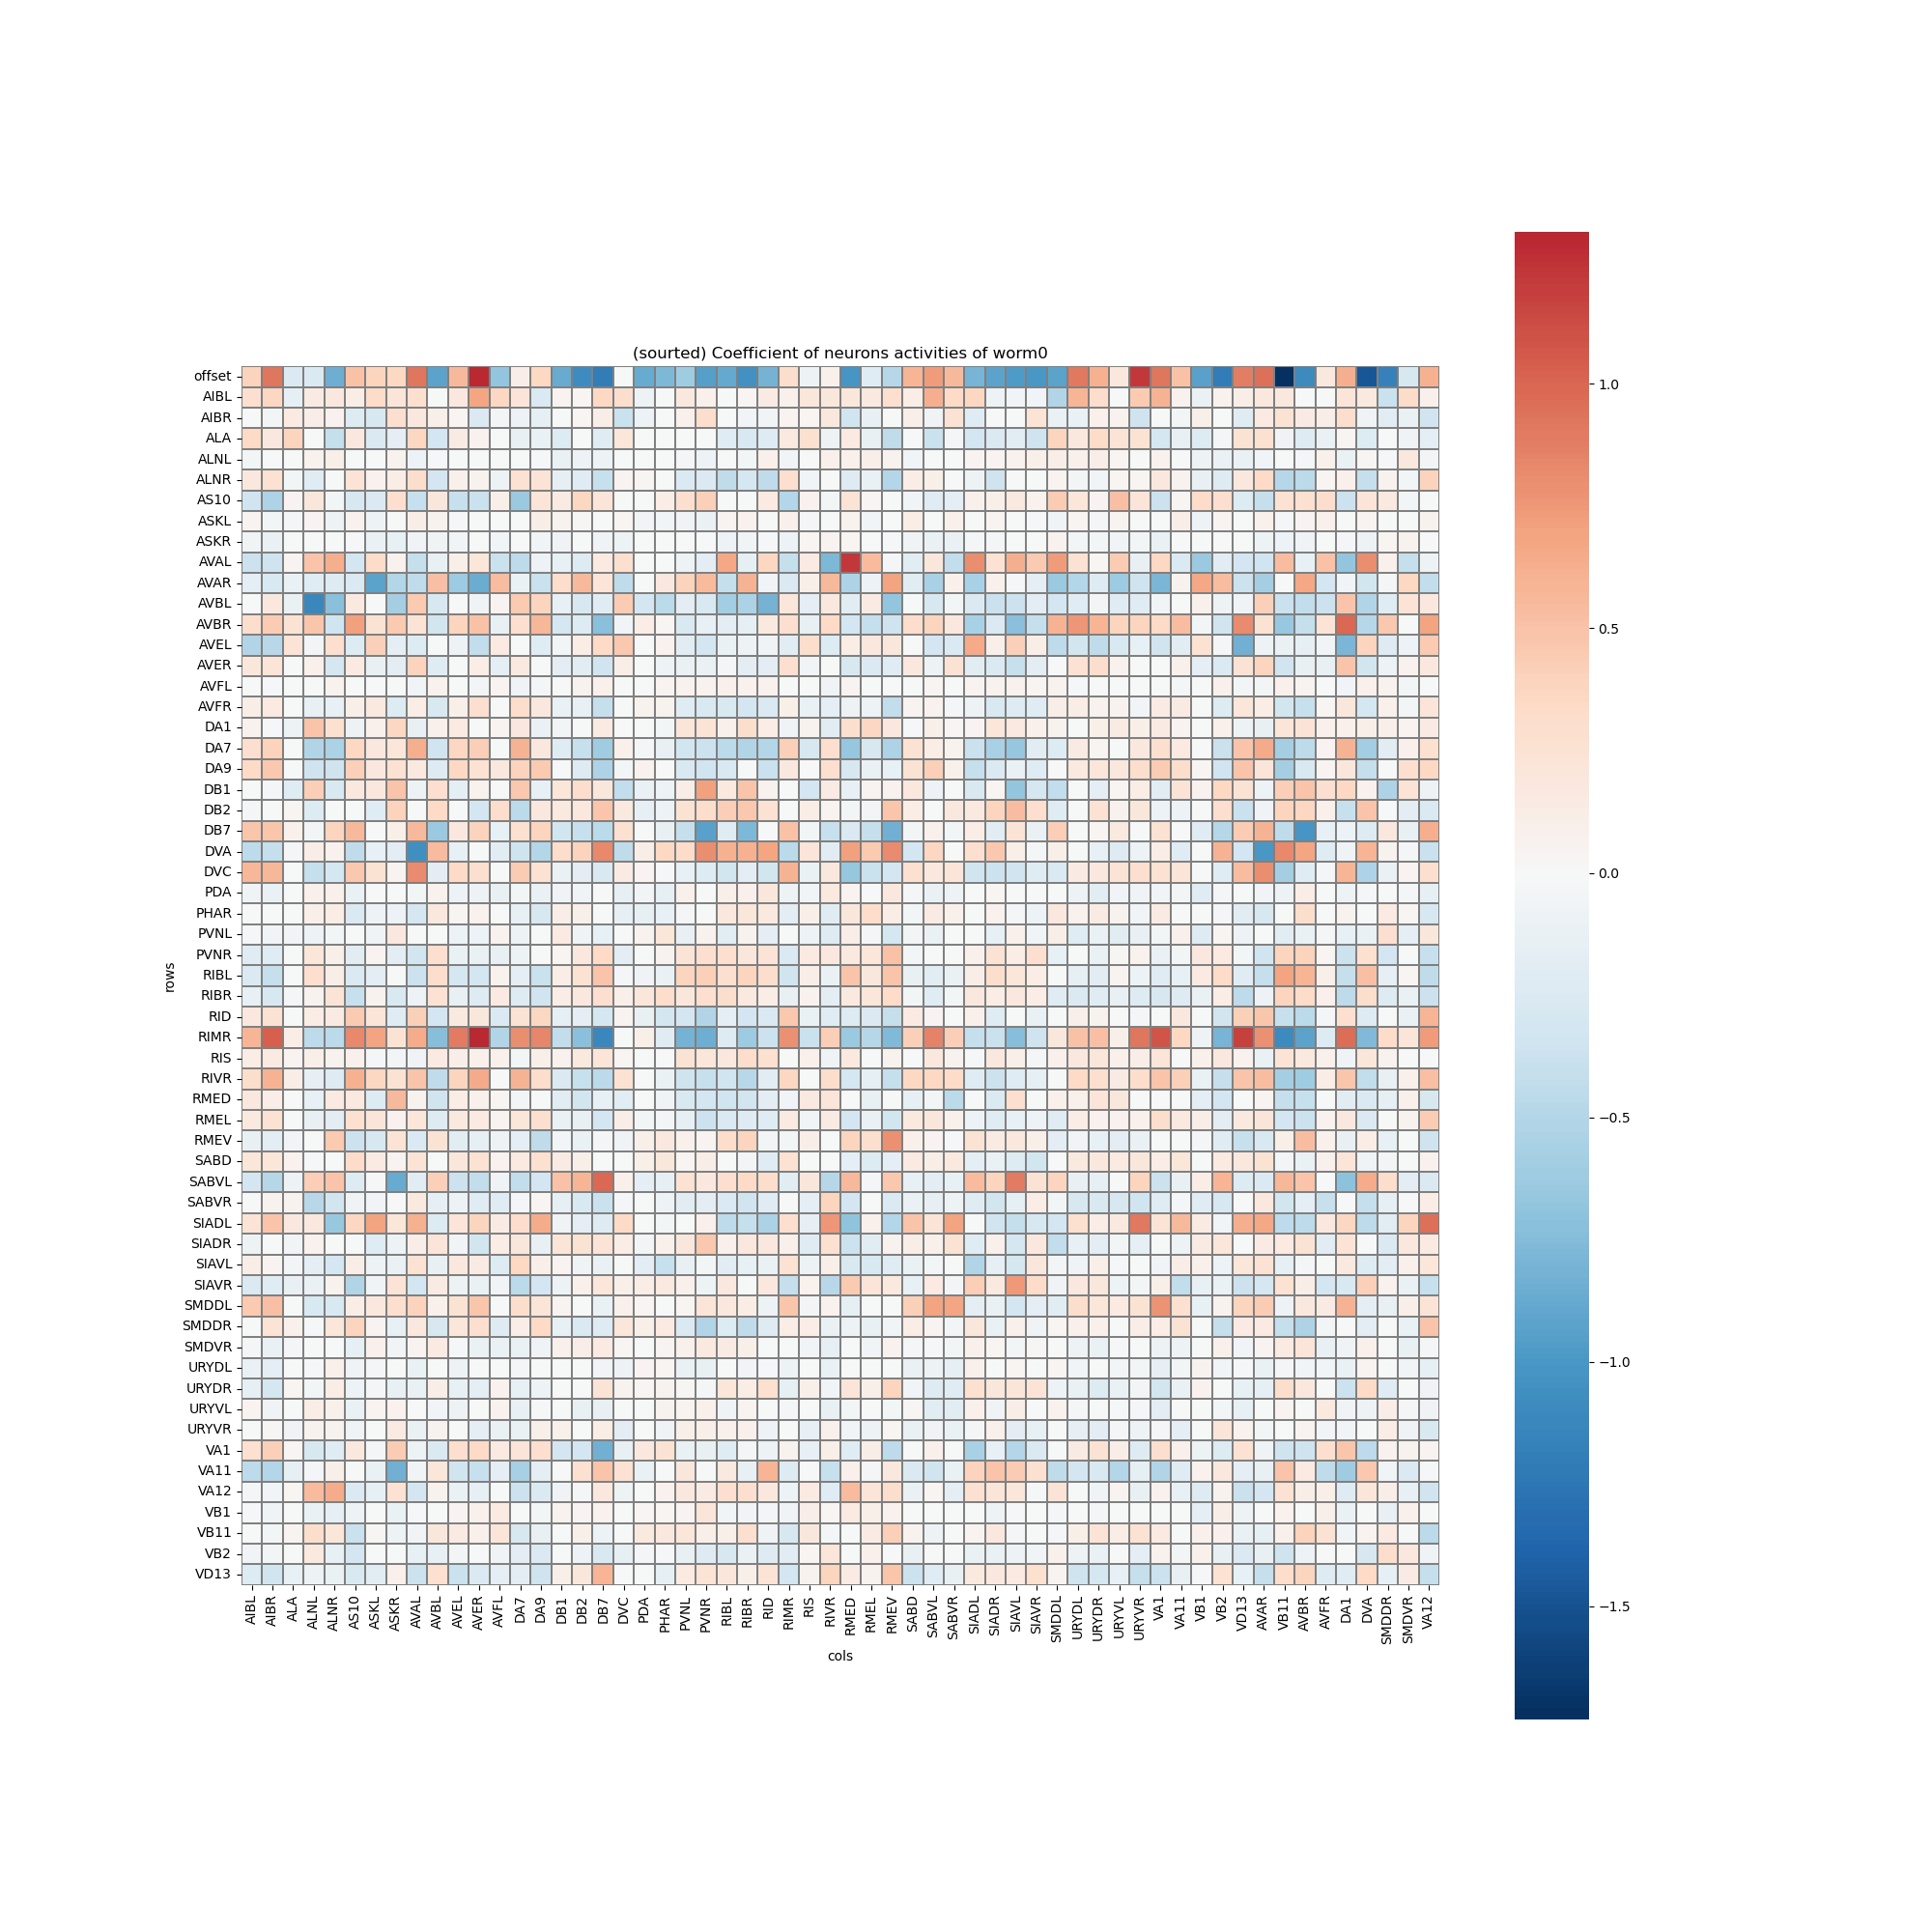 (sourted) Coefficient of neurons activities of worm0
offset
AIBL
AIBR
ALA
ALNL
ALNR
AS10
ASKL
ASKR
AVAL
AVAR
AVBL
AVBR
AVEL
AVER
AVFL
AVFR
DA1
DA7
DA9
DB1
DB2
DB7
DVA
DVC
PDA
PHAR
PVNL
PVNR
RIBL
RIBR
RID
RIMR
RIS
RIVR
RMED
RMEL
RMEV
SABD
SABVL
SABVR
SIADL
SIADR
SIAVL
SIAVR
SMDDL
SMDDR
SMDVR
URYDL
URYDR
URYVL
URYVR
VA1
VA11
VA12
VB1
VB11
VB2
VD13
rows
AIBL
AIBR
ALA
ALNL
ALNR
AS10
ASKL
ASKR
AVAL
AVBL
AVEL
AVER
AVFL
DA7
DA9
DB1
DB2
DB7
DVC
PDA
PHAR
PVNL
PVNR
RIBL
RIBR
RID
RIMR
RIS
RIVR
RMED
RMEL
RMEV
SABD
SABVL
SABVR
SIADL
SIADR
SIAVL
SIAVR
SMDDL
URYDL
URYDR
URYVL
URYVR
VA1
VA11
VB1
VB2
VD13
AVAR
VB11
AVBR
AVFR
DA1
DVA
SMDDR
SMDVR
VA12
cols
1.0
0.5
0.0
−0.5
−1.0
−1.5